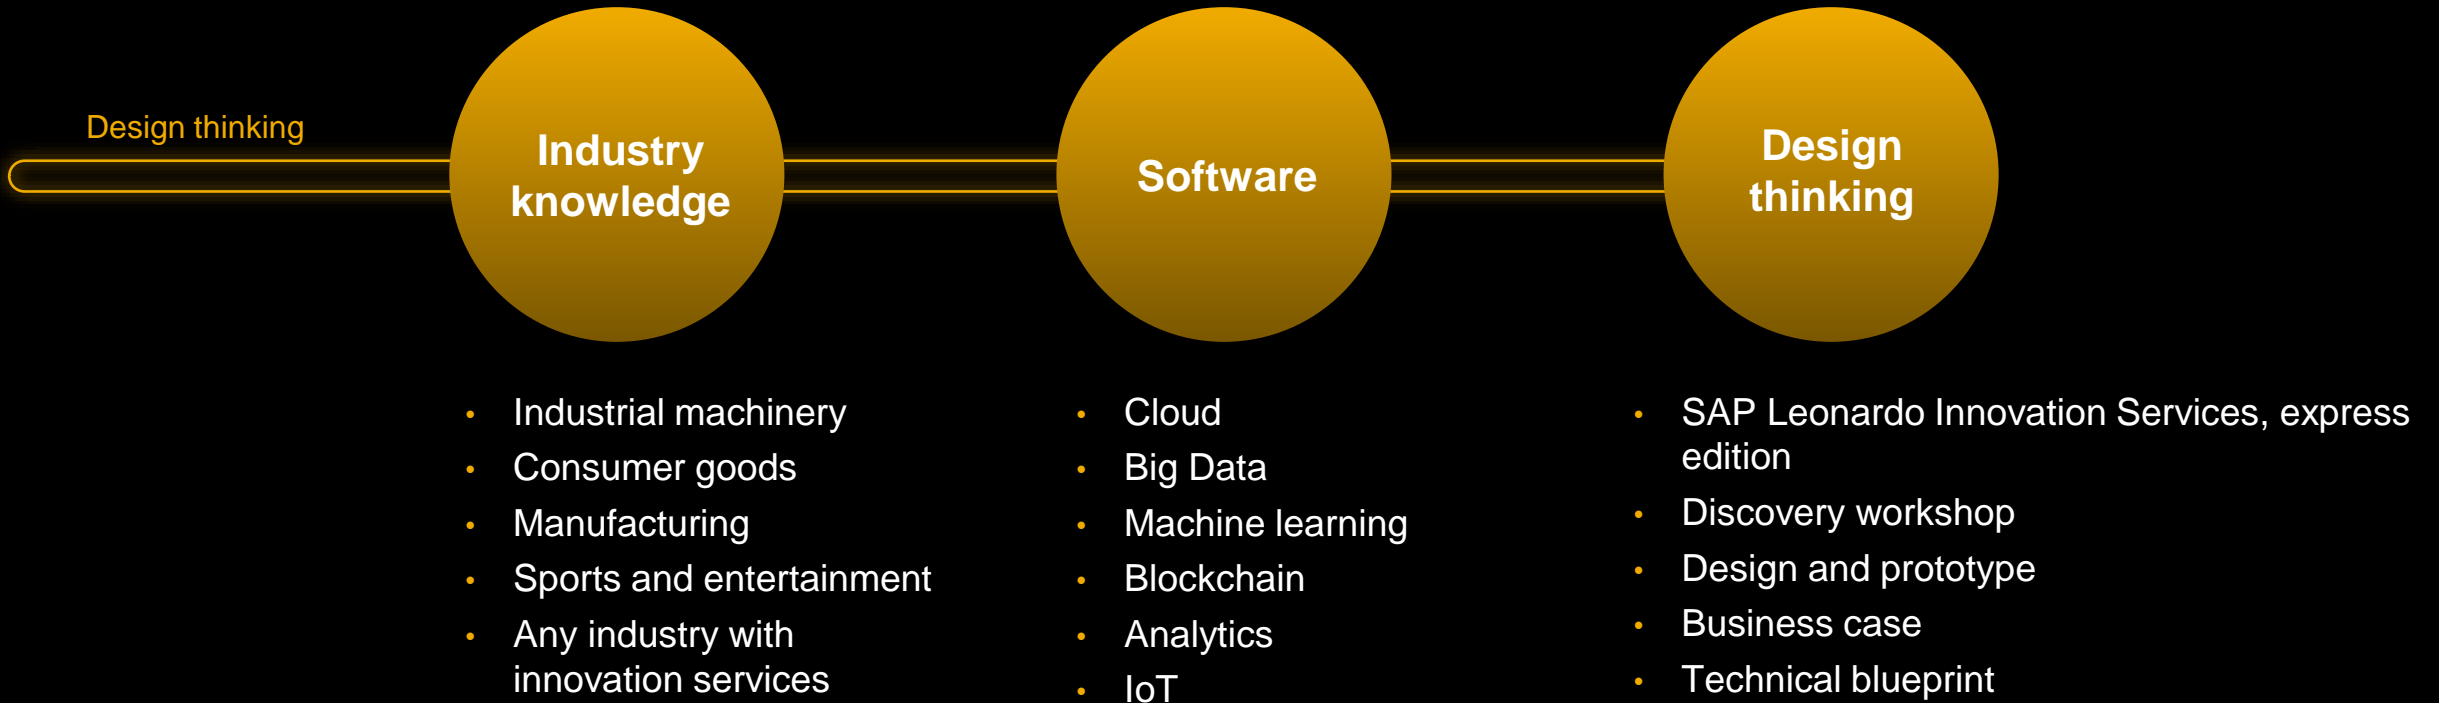 Design thinking
Industry
knowledge
Software
Design
thinking
• Industrial machinery
• Consumer goods
• Manufacturing
• Sports and entertainment
• Any industry with
innovation services
• Cloud
• Big Data
• Machine learning
• Blockchain
• Analytics
• IoT
• SAP Leonardo Innovation Services, express
edition
• Discovery workshop
• Design and prototype
• Business case
• Technical blueprint